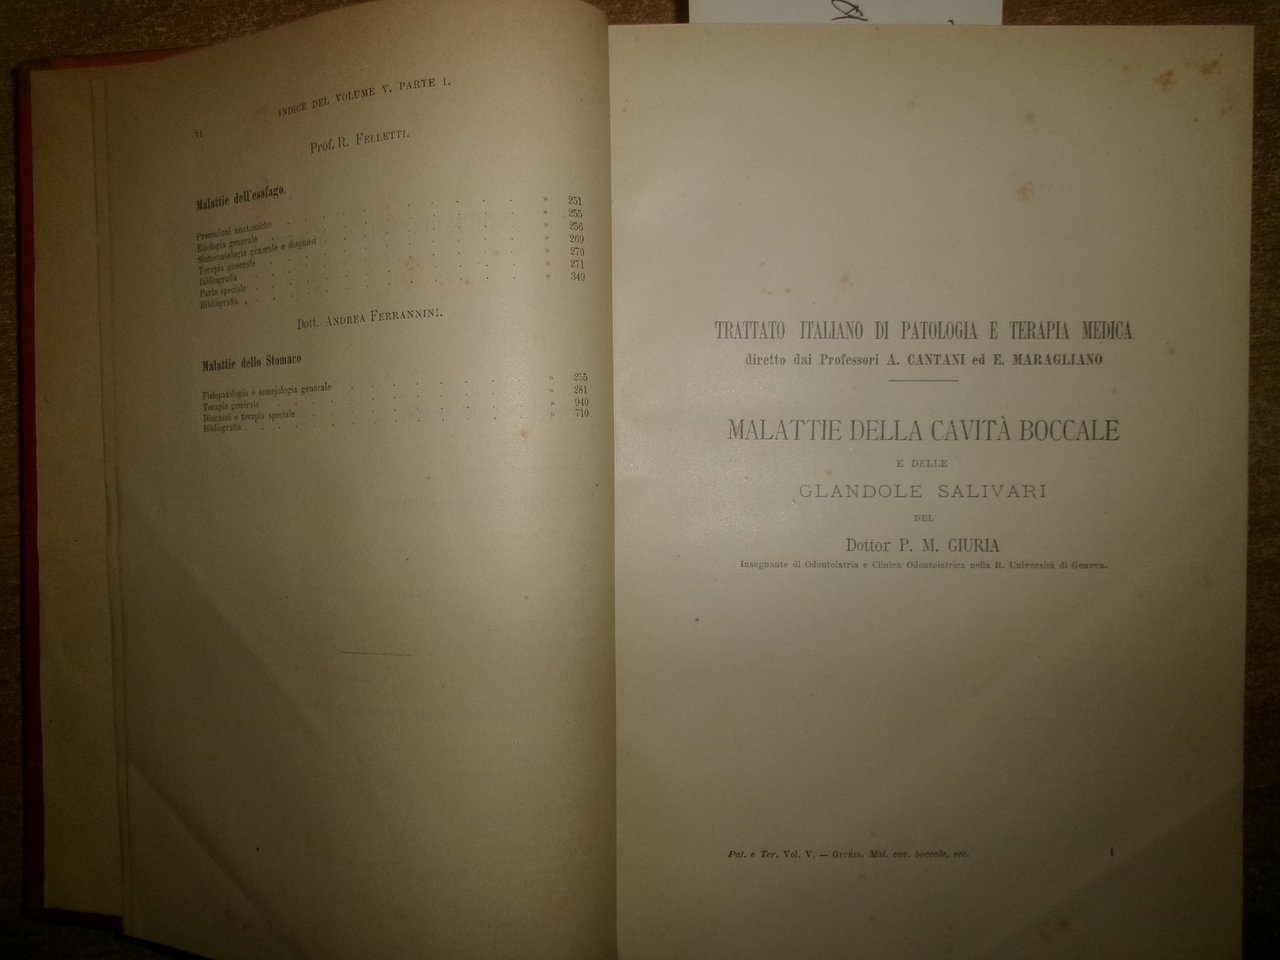 VI
INDICE DEL VOLUME V. PARTE I.
Prof. R. FELLETTI.
Malattie dell'esofago.
Penocioni anatomiche » 251
Etiologia generale » 255
Sintomatologia generale e diagnosi » 256
Terapia generale » 269
Bibliografia » 270
Parte speciale » 271
Bibliografia » 349
Dott. ANDREA FERRANNINI.
Malattie dello Stomaco
Fisiopatologia e semejologia generale » 255
Terapia generale » 281
Diagnosi e terapia speciale » 940
Bibliografia » 710
TRATTATO ITALIANO DI PATOLOGIA E TERAPIA MEDICA
diretto dai Professori A. CANTANI ed E. MARAGLIANO
MALATTIE DELLA CAVITÀ BOCCALE
E DELLE
GLANDOLE SALIVARI
DEL
Dottor P. M. GIURIA
Insegnante di Odontoiatria e Clinica Odontoiatrica nella R. Università di Genova.
Pat. e Ter. Vol. V. — GIURIA. Mal. cav. boccale, ecc. 1